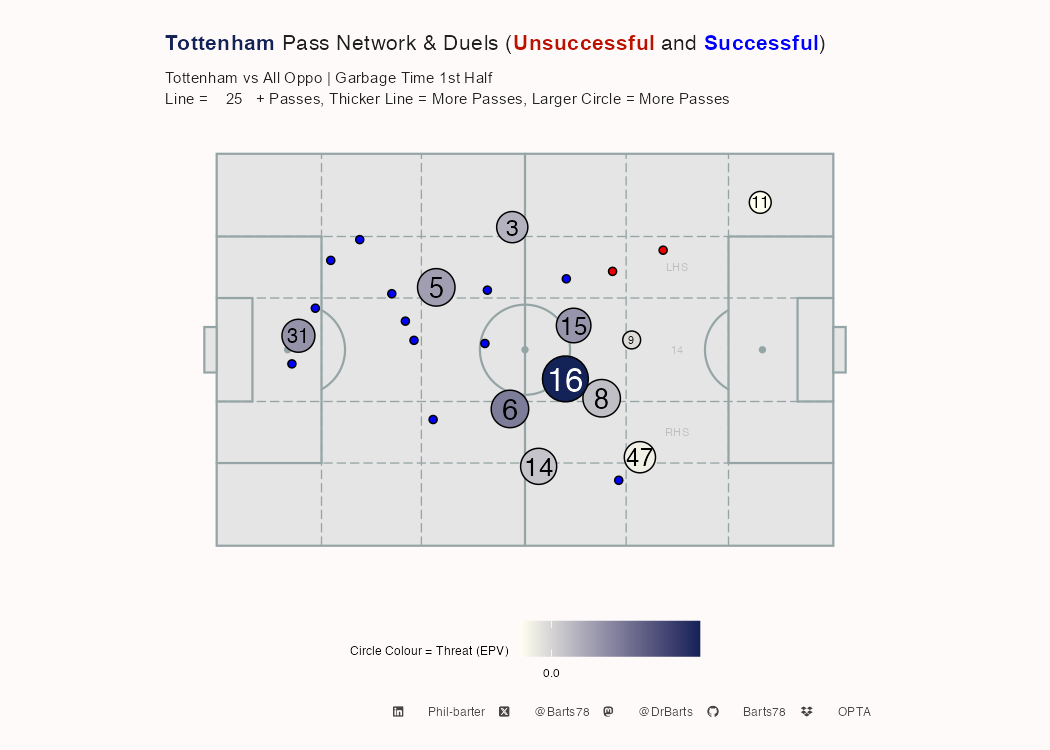 Tottenham Pass Network & Duels (Unsuccessful and Successful)
Tottenham vs All Oppo | Garbage Time 1st Half
Line = 25 + Passes, Thicker Line = More Passes, Larger Circle = More Passes
11
3
LHS
5
15
31
9
14
16
8
6
RHS
47
14
Circle Colour = Threat (EPV)
0.0
Phil-barter @Barts78 @DrBarts Barts78 OPTA